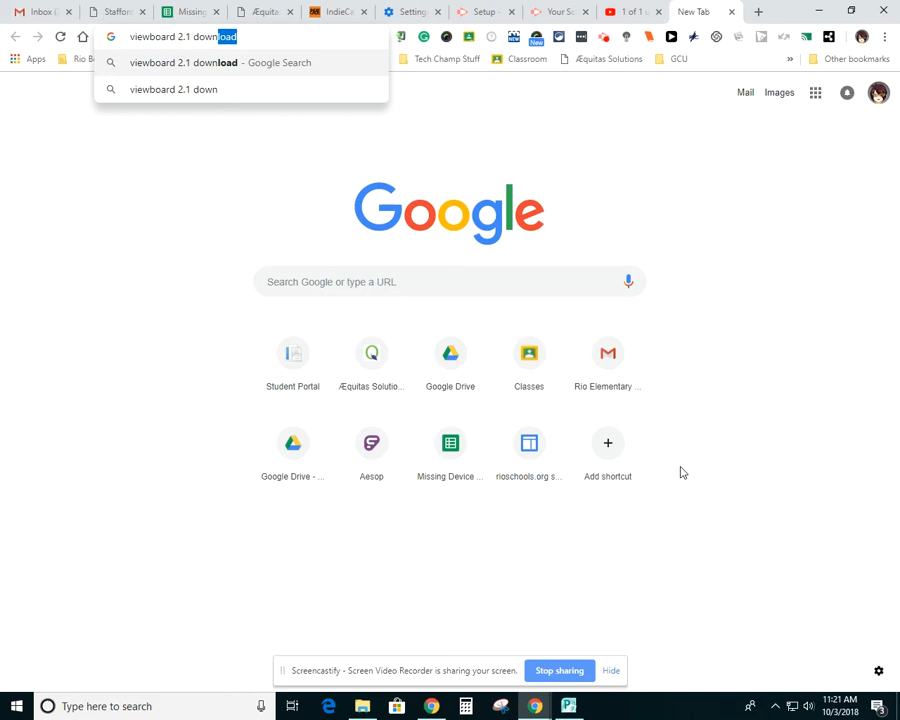 Inbox (
Staffor
Missing
Æquitas
IndieCa
Setting
Setup -
Your Sc
1 of 1 u
New Tab
viewboard 2.1 download
Apps
Rio B
Tech Champ Stuff
Classroom
Æquitas Solutions
GCU
»
Other bookmarks
viewboard 2.1 download - Google Search
viewboard 2.1 down
Mail
Images
Google
Search Google or type a URL
Student Portal
Æquitas Solutio...
Google Drive
Classes
Rio Elementary ...
Google Drive - ...
Aesop
Missing Device ...
rioschools.org s...
Add shortcut
Screencastify - Screen Video Recorder is sharing your screen.
Stop sharing
Hide
Type here to search
11:21 AM
10/3/2018
3